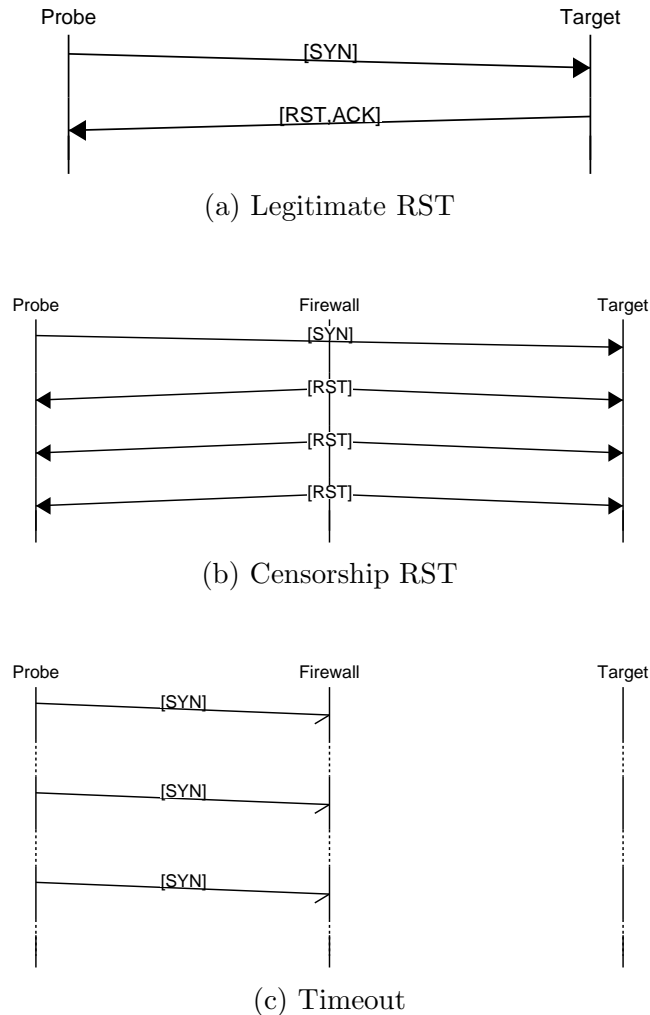 Probe Target
[SYN]
[RST,ACK]
(a) Legitimate RST
Probe Firewall Target
[SYN]
[RST]
[RST]
[RST]
(b) Censorship RST
Probe Firewall Target
[SYN]
[SYN]
[SYN]
(c) Timeout